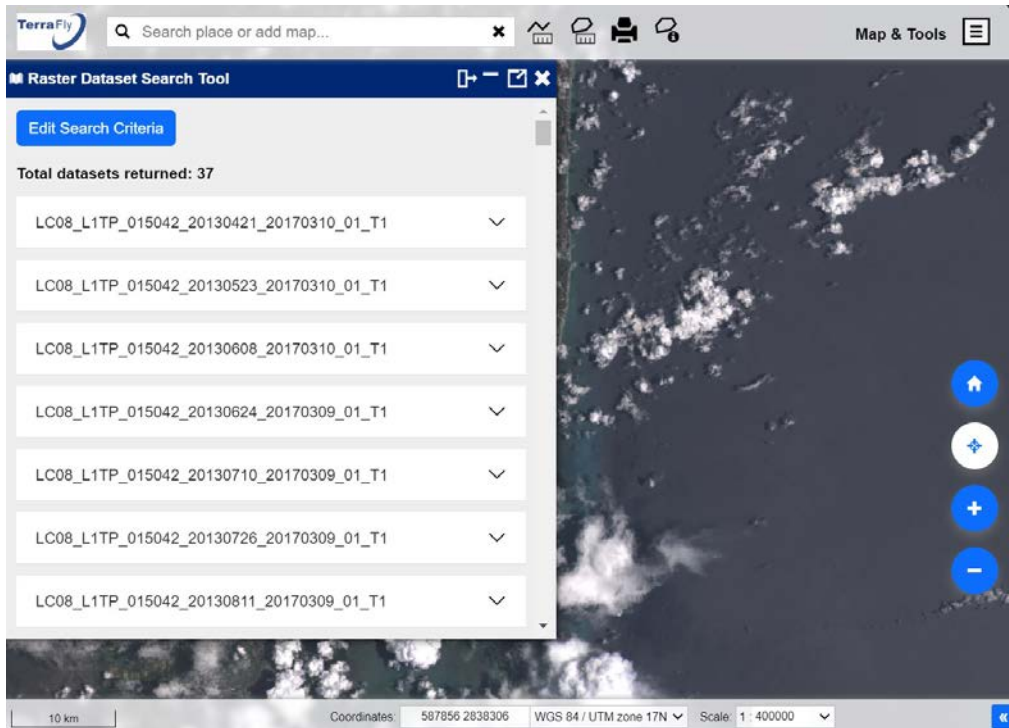 TerraFly
Search place or add map...
Map & Tools
Raster Dataset Search Tool
Edit Search Criteria
Total datasets returned: 37
LC08_L1TP_015042_20130421_20170310_01_T1
LC08_L1TP_015042_20130523_20170310_01_T1
LC08_L1TP_015042_20130608_20170310_01_T1
LC08_L1TP_015042_20130624_20170309_01_T1
LC08_L1TP_015042_20130710_20170309_01_T1
LC08_L1TP_015042_20130726_20170309_01_T1
LC08_L1TP_015042_20130811_20170309_01_T1
10 km
Coordinates: 587856 2838306 WGS 84 / UTM zone 17N Scale: 1 : 400000